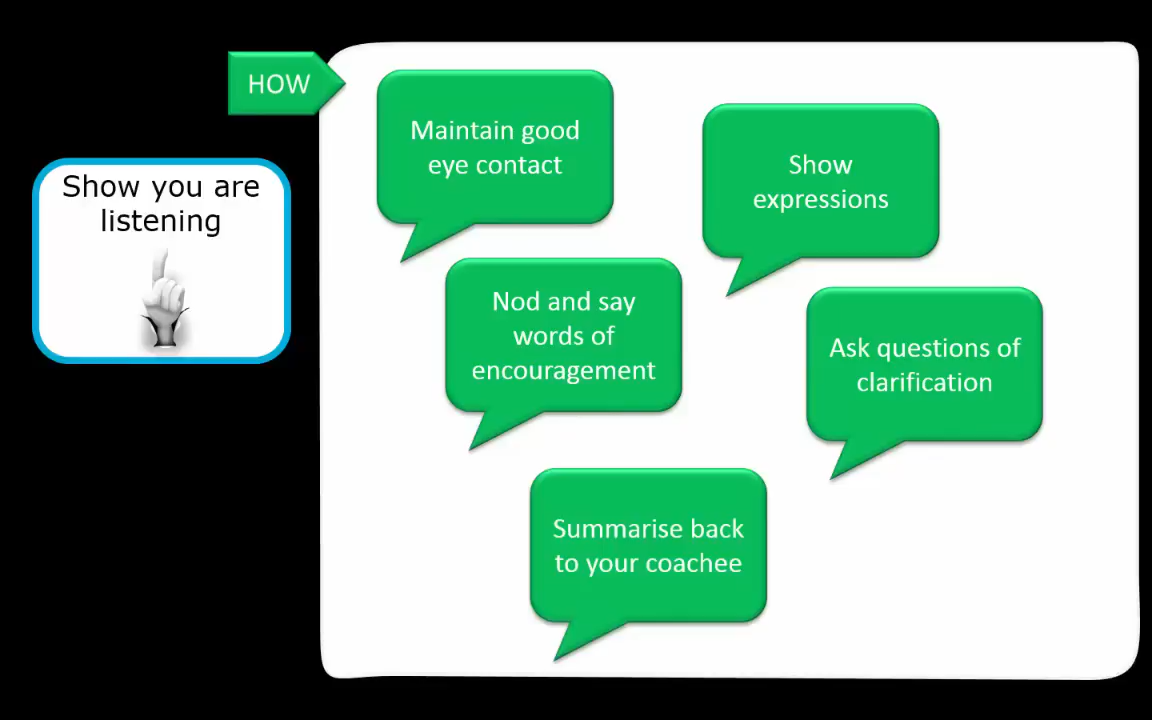 HOW
Show you are
listening
Maintain good
eye contact
Show
expressions
Nod and say
words of
encouragement
Ask questions of
clarification
Summarise back
to your coachee